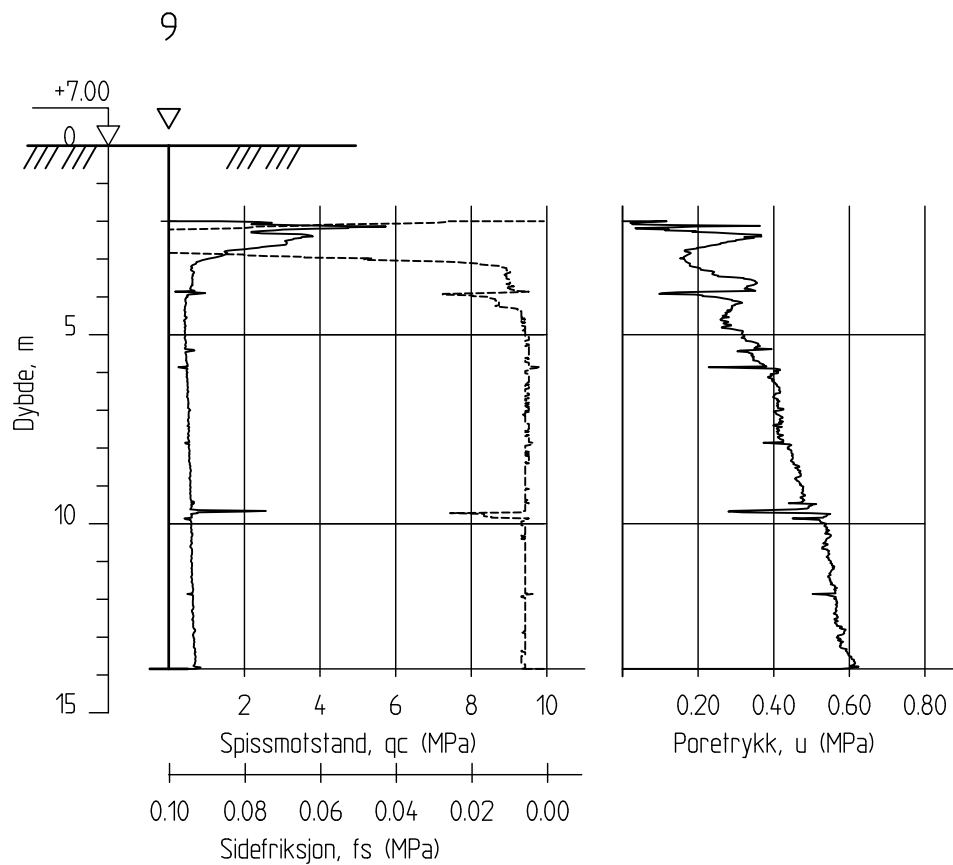 9
+7.00
0
5
10
15
Dybde, m
2 4 6 8 10
Spissmotstand, qc (MPa)
0.20 0.40 0.60 0.80
Poretrykk, u (MPa)
0.10 0.08 0.06 0.04 0.02 0.00
Sidefriksjon, fs (MPa)